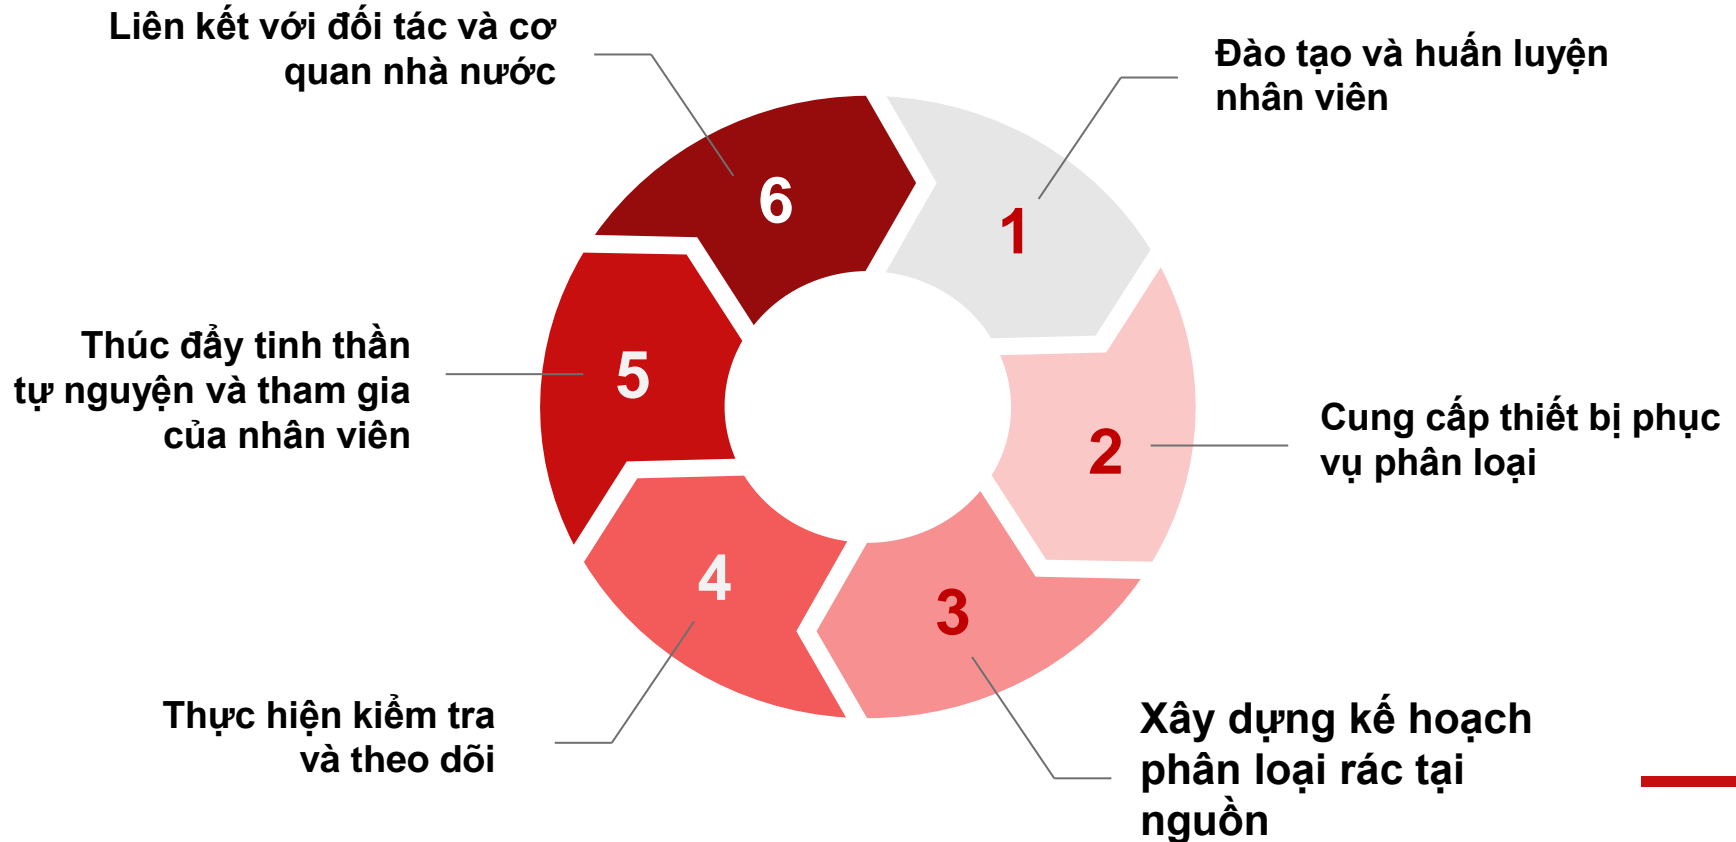 Liên kết với đối tác và cơ
quan nhà nước
Đào tạo và huấn luyện
nhân viên
6
1
Thúc đẩy tinh thần
tự nguyện và tham gia
của nhân viên
5
2
Cung cấp thiết bị phục
vụ phân loại
4
3
Thực hiện kiểm tra
và theo dõi
Xây dựng kế hoạch
phân loại rác tại
nguồn